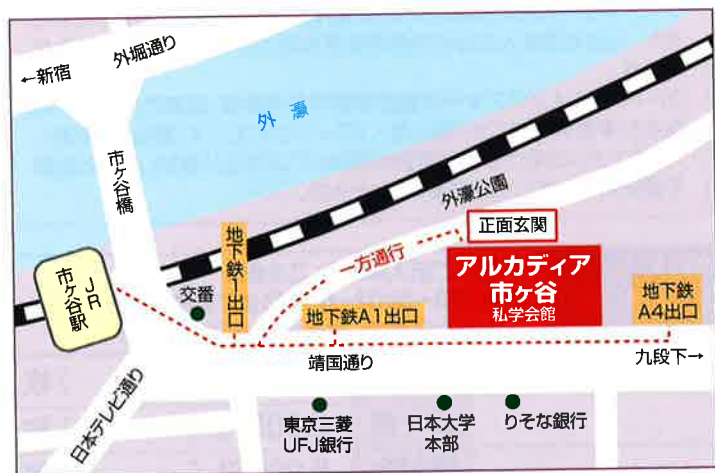 外堀通り
←新宿
外濠
市ヶ谷橋
外濠公園
正面玄関
一方通行
アルカディア
市ヶ谷
私学会館
地下鉄1出口
交番
JR
市ヶ谷駅
地下鉄A1出口
地下鉄
A4出口
靖国通り
九段下→
日本テレビ通り
東京三菱
UFJ銀行
日本大学
本部
りそな銀行